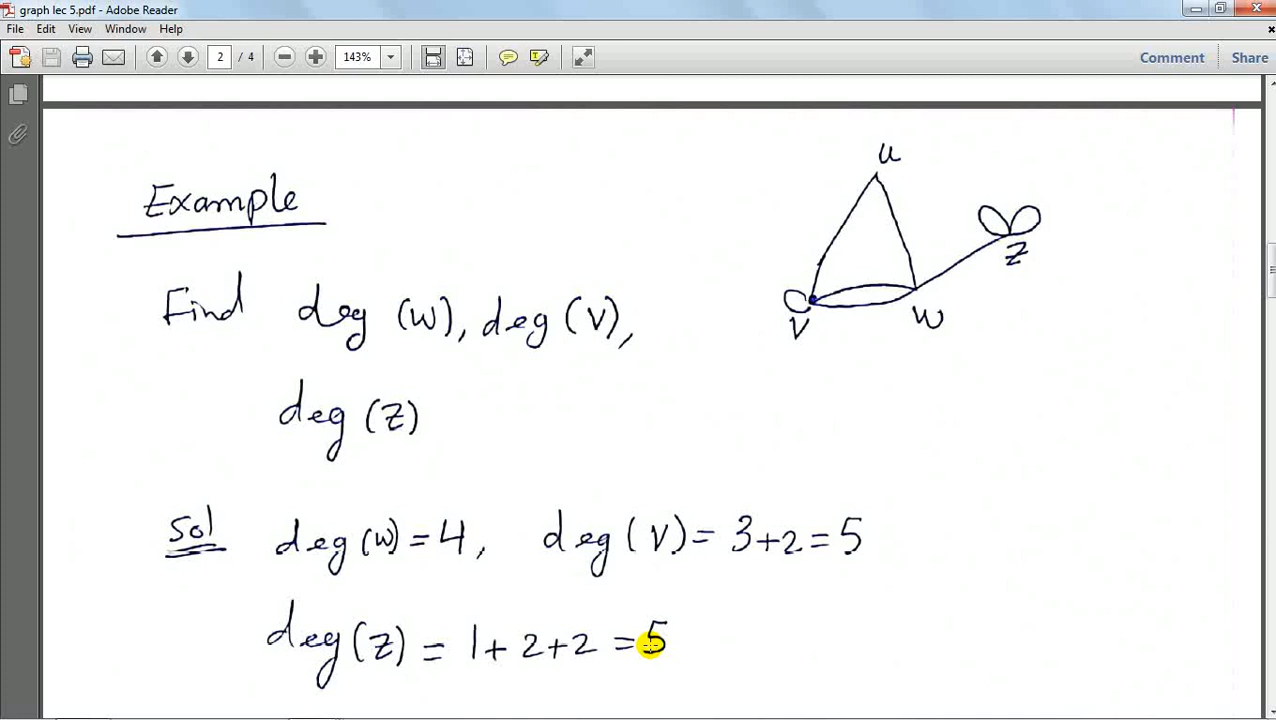 graph lec 5.pdf - Adobe Reader
File Edit View Window Help
2 / 4 143% Comment Share
Example
u
z
v
w
Find deg (w), deg (v),
deg (z)
Sol deg (w) = 4, deg (v) = 3+2 = 5
deg (z) = 1+ 2+2 = 5